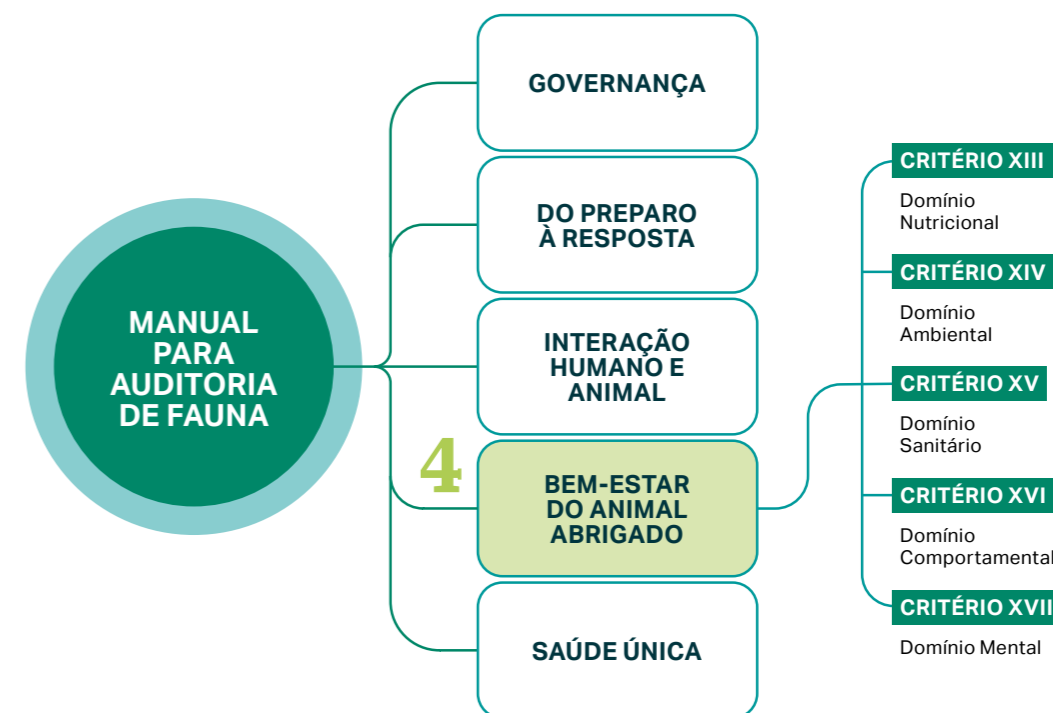 MANUAL
PARA
AUDITORIA
DE FAUNA
GOVERNANÇA
DO PREPARO
À RESPOSTA
INTERAÇÃO
HUMANO E
ANIMAL
4
BEM-ESTAR
DO ANIMAL
ABRIGADO
SAÚDE ÚNICA
CRITÉRIO XIII
Domínio
Nutricional
CRITÉRIO XIV
Domínio
Ambiental
CRITÉRIO XV
Domínio
Sanitário
CRITÉRIO XVI
Domínio
Comportamental
CRITÉRIO XVII
Domínio Mental